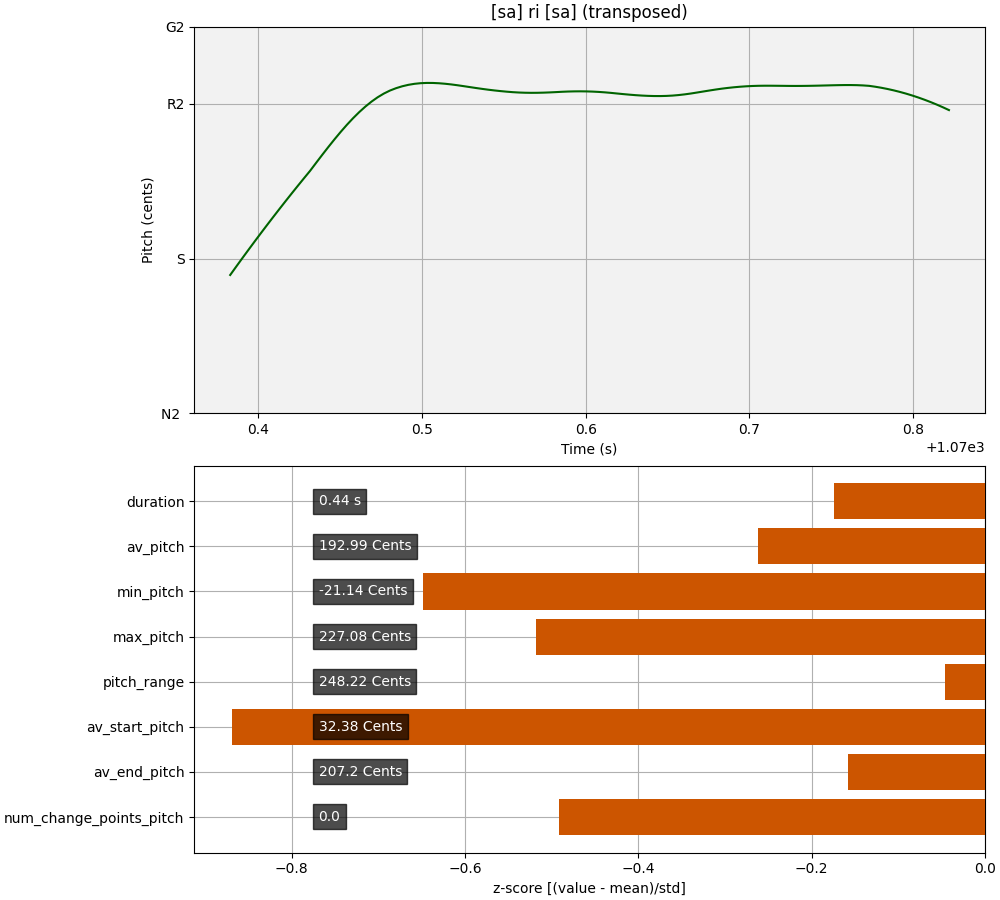 [sa] ri [sa] (transposed)
G2
R2
S
N2
Pitch (cents)
0.4 0.5 0.6 0.7 0.8
+1.07e3
Time (s)
duration 0.44 s
av_pitch 192.99 Cents
min_pitch -21.14 Cents
max_pitch 227.08 Cents
pitch_range 248.22 Cents
av_start_pitch 32.38 Cents
av_end_pitch 207.2 Cents
num_change_points_pitch 0.0
−0.8 −0.6 −0.4 −0.2 0.0
z-score [(value - mean)/std]